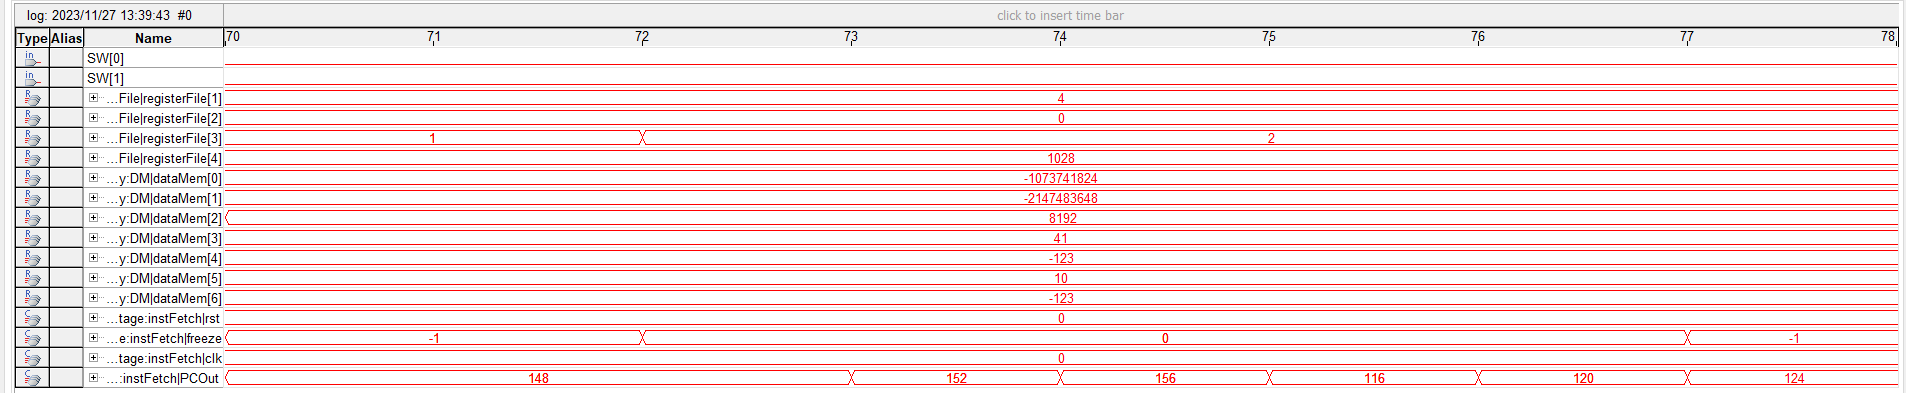 log: 2023/11/27 13:39:43 #0 click to insert time bar
Type Alias Name 70 71 72 73 74 75 76 77 78
in SW[0]
in SW[1]
R ...File|registerFile[1] 4
R ...File|registerFile[2] 0
R ...File|registerFile[3] 1 2
R ...File|registerFile[4] 1028
R ...y:DM|dataMem[0] -1073741824
R ...y:DM|dataMem[1] -2147483648
R ...y:DM|dataMem[2] 8192
R ...y:DM|dataMem[3] 41
R ...y:DM|dataMem[4] -123
R ...y:DM|dataMem[5] 10
R ...y:DM|dataMem[6] -123
C ...tage:instFetch|rst 0
C ...e:instFetch|freeze -1 0 -1
C ...tage:instFetch|clk 0
C ...:instFetch|PCOut 148 152 156 116 120 124